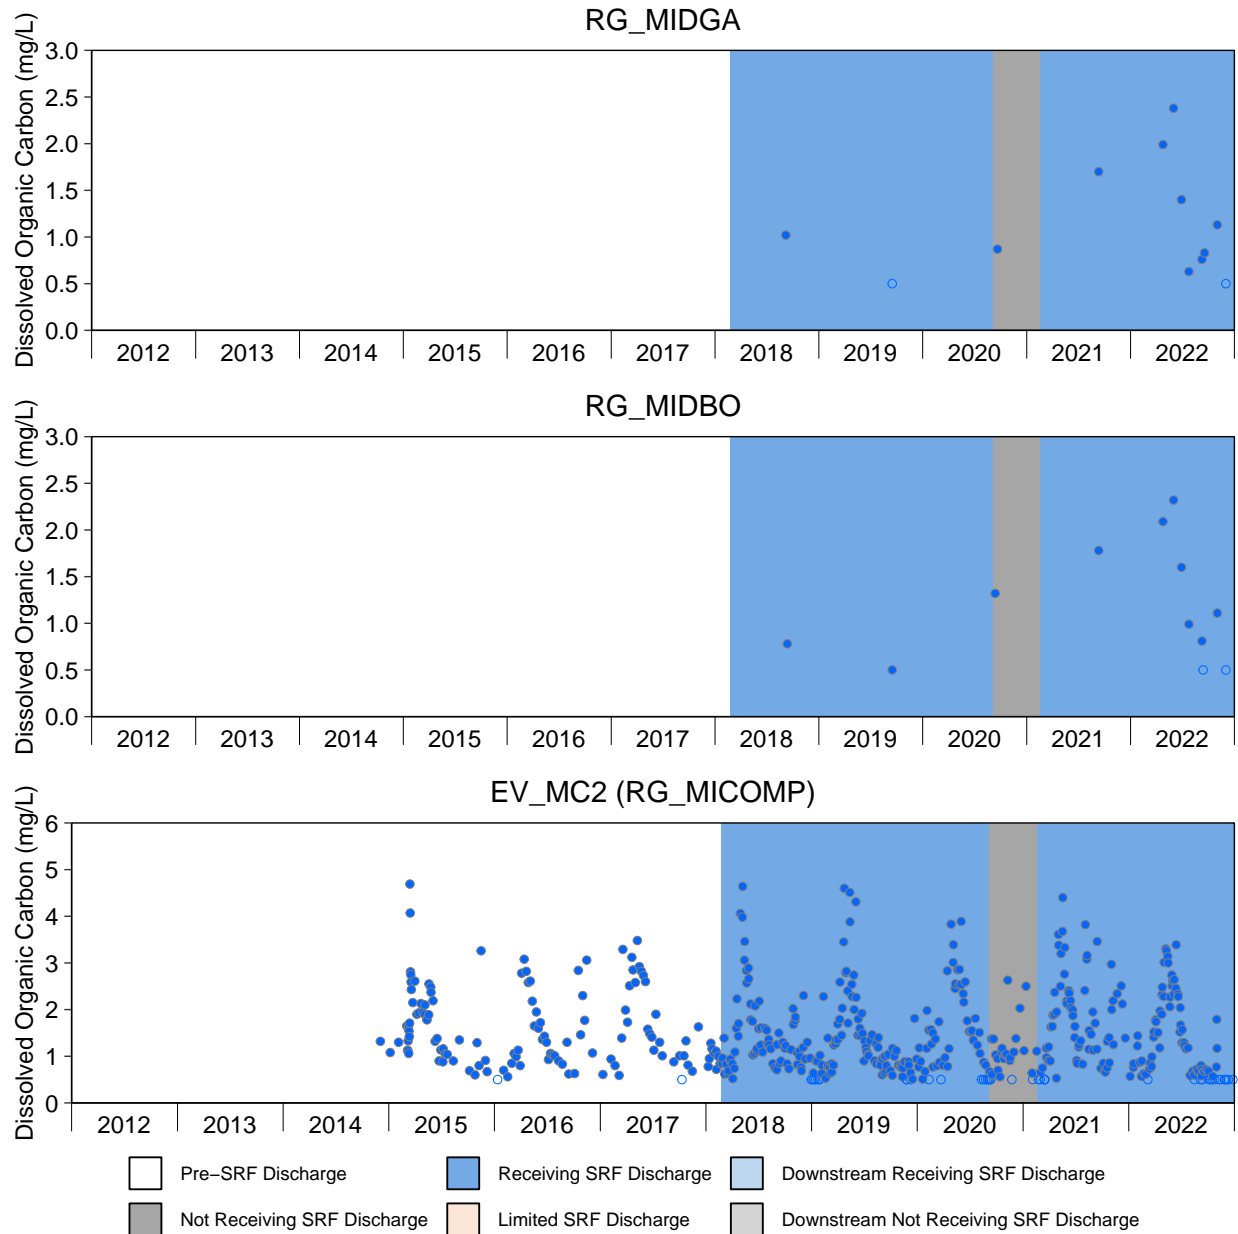 RG_MIDGA
Dissolved Organic Carbon (mg/L)
3.0
2.5
2.0
1.5
1.0
0.5
0.0
2012 2013 2014 2015 2016 2017 2018 2019 2020 2021 2022
RG_MIDBO
Dissolved Organic Carbon (mg/L)
3.0
2.5
2.0
1.5
1.0
0.5
0.0
2012 2013 2014 2015 2016 2017 2018 2019 2020 2021 2022
EV_MC2 (RG_MICOMP)
Dissolved Organic Carbon (mg/L)
6
5
4
3
2
1
0
2012 2013 2014 2015 2016 2017 2018 2019 2020 2021 2022
Pre−SRF Discharge Receiving SRF Discharge Downstream Receiving SRF Discharge
Not Receiving SRF Discharge Limited SRF Discharge Downstream Not Receiving SRF Discharge